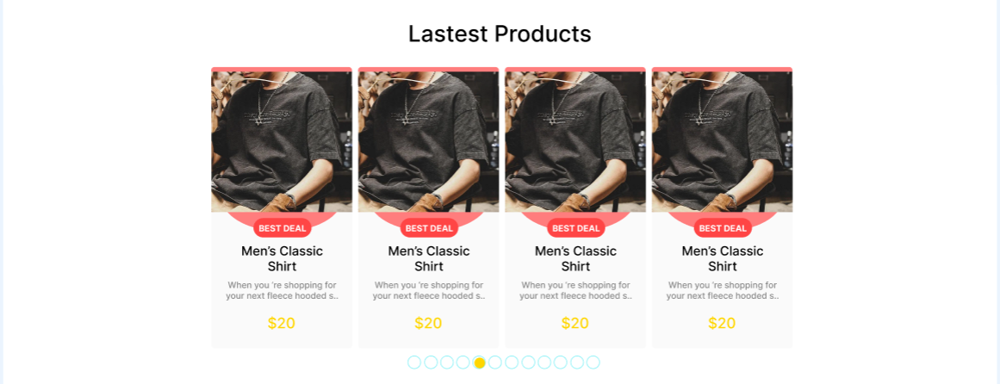 Lastest Products
BEST DEAL
Men’s Classic
Shirt
When you 're shopping for
your next fleece hooded s..
$20
BEST DEAL
Men’s Classic
Shirt
When you 're shopping for
your next fleece hooded s..
$20
BEST DEAL
Men’s Classic
Shirt
When you 're shopping for
your next fleece hooded s..
$20
BEST DEAL
Men’s Classic
Shirt
When you 're shopping for
your next fleece hooded s..
$20